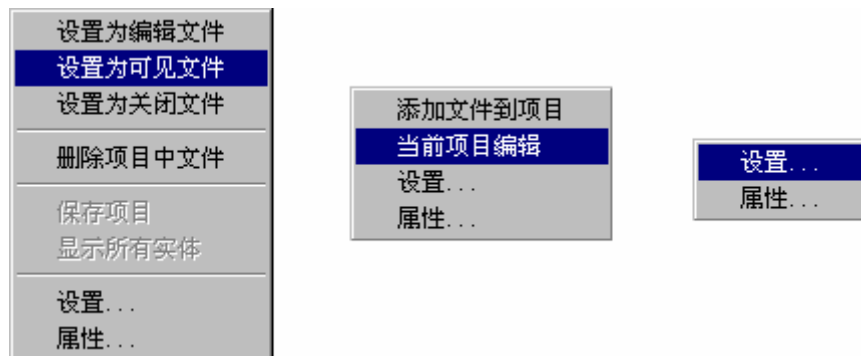 设置为编辑文件
设置为可见文件
设置为关闭文件
册除项目中文件
保存项目
显示所有实体
设置...
属性...
添加文件到项目
当前项目编辑
设置...
属性...
设置...
属性...